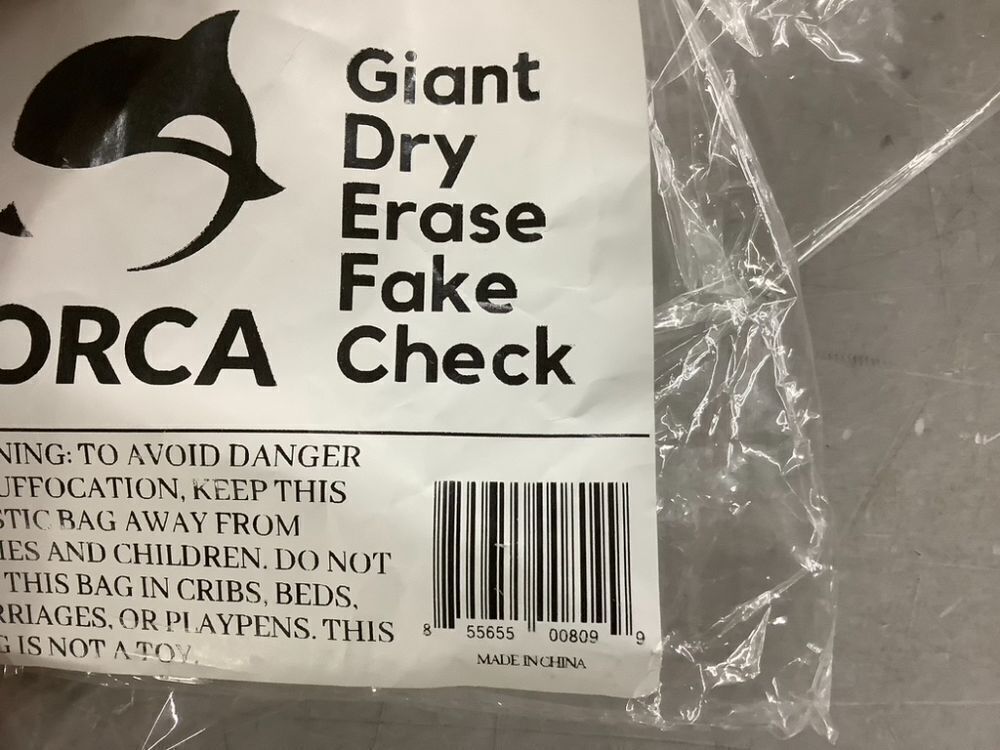 Giant
Dry
Erase
Fake
Check
ORCA
NING: TO AVOID DANGER
UFFOCATION, KEEP THIS
STIC BAG AWAY FROM
IES AND CHILDREN. DO NOT
THIS BAG IN CRIBS, BEDS,
RRIAGES, OR PLAYPENS. THIS
G IS NOT A TOY.
8 55655 00809 9
MADE IN CHINA